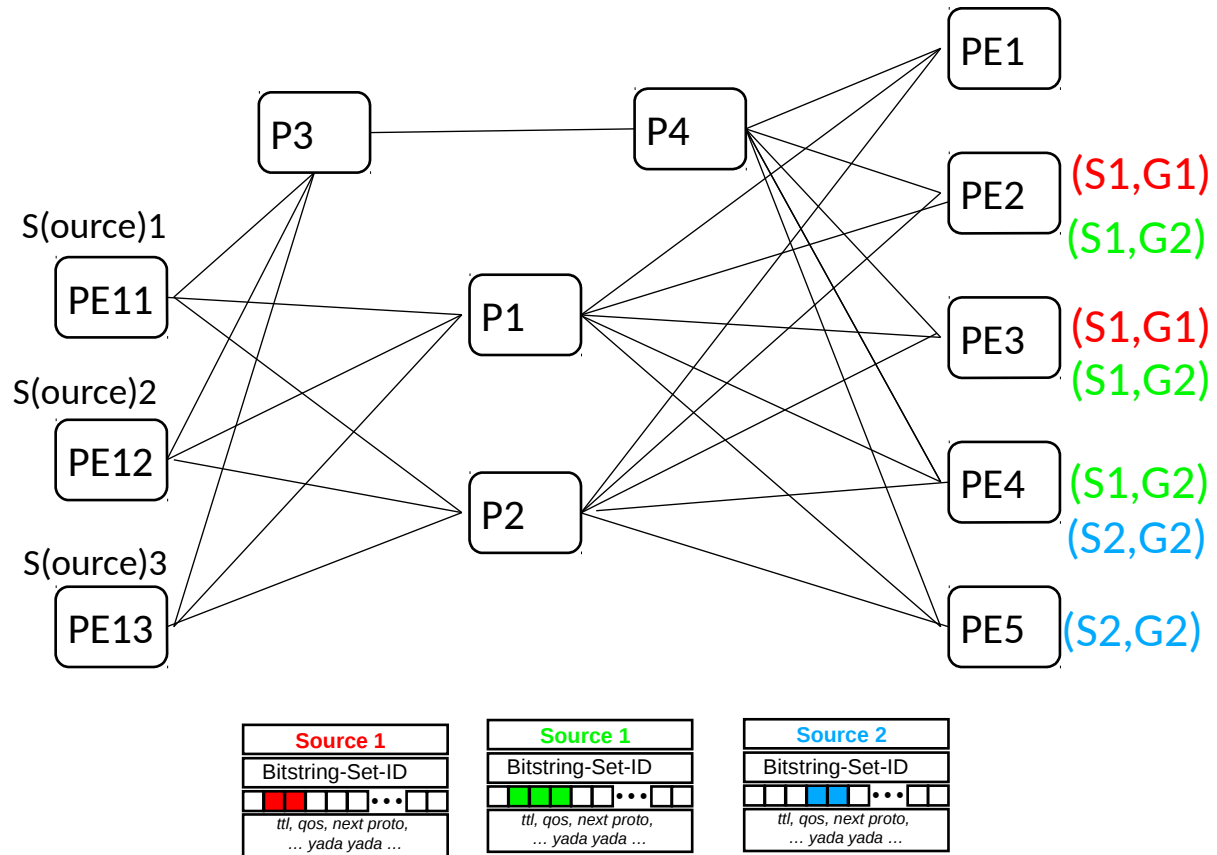 PE1
P3
P4
PE2
(S1,G1)
(S1,G2)
S(ource)1
PE11
P1
PE3
(S1,G1)
(S1,G2)
S(ource)2
PE12
P2
PE4
(S1,G2)
(S2,G2)
S(ource)3
PE13
PE5
(S2,G2)
Source 1
Bitstring-Set-ID
•••
ttl, qos, next proto,
... yada yada ...
Source 1
Bitstring-Set-ID
•••
ttl, qos, next proto,
... yada yada ...
Source 2
Bitstring-Set-ID
•••
ttl, qos, next proto,
... yada yada ...